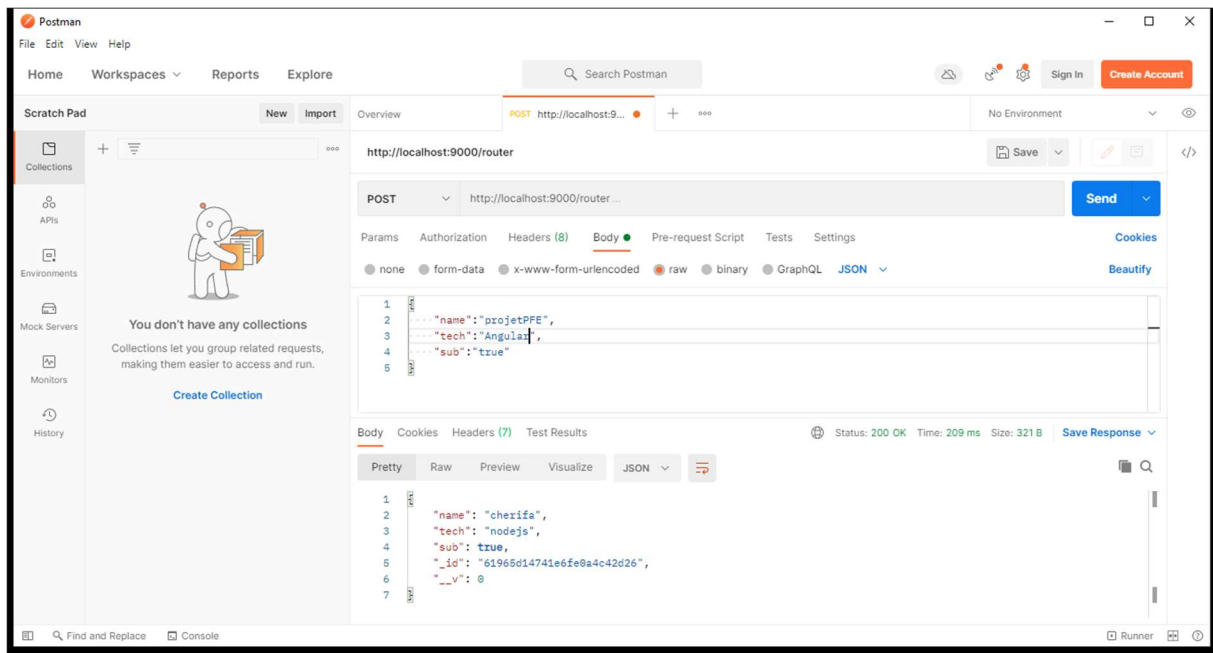 Postman
File Edit View Help
Home Workspaces Reports Explore Search Postman Sign In Create Account
Scratch Pad New Import Overview POST http://localhost:9... No Environment
Collections
http://localhost:9000/router Save
POST http://localhost:9000/router ... Send
APIs
Params Authorization Headers (8) Body Pre-request Script Tests Settings Cookies
Environments
none form-data x-www-form-urlencoded raw binary GraphQL JSON Beautify
Mock Servers
Monitors
History
You don't have any collections
Collections let you group related requests,
making them easier to access and run.
Create Collection
1 {
2 "name":"projetPFE",
3 "tech":"Angular",
4 "sub":"true"
5 }
Body Cookies Headers (7) Test Results Status: 200 OK Time: 209 ms Size: 321 B Save Response
Pretty Raw Preview Visualize JSON
1 {
2 "name": "cherifa",
3 "tech": "nodejs",
4 "sub": true,
5 "_id": "61965d14741e6fe0a4c42d26",
6 "__v": 0
7 }
Find and Replace Console Runner